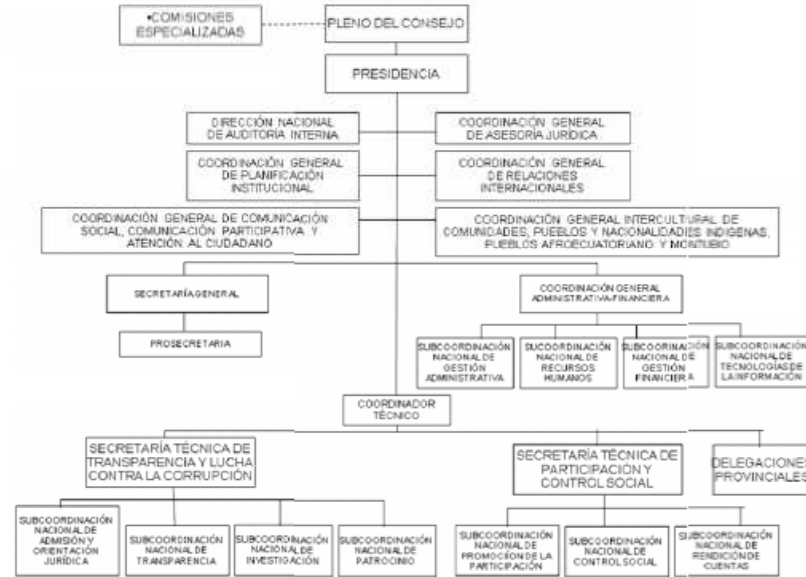 •COMISIONES
ESPECIALIZADAS
PLENO DEL CONSEJO
PRESIDENCIA
DIRECCIÓN NACIONAL
DE AUDITORÍA INTERNA
COORDINACIÓN GENERAL
DE ASESORÍA JURÍDICA
COORDINACIÓN GENERAL
DE PLANIFICACIÓN
INSTITUCIONAL
COORDINACIÓN GENERAL
DE RELACIONES
INTERNACIONALES
COORDINACIÓN GENERAL DE COMUNICACIÓN
SOCIAL, COMUNICACIÓN PARTICIPATIVA Y
ATENCIÓN AL CIUDADANO
COORDINACIÓN GENERAL INTERCULTURAL DE
COMUNIDADES, PUEBLOS Y NACIONALIDADES INDIGENAS,
PUEBLOS AFROECUATORIANO Y MONTUBIO
SECRETARÍA GENERAL
COORDINACIÓN GENERAL
ADMINISTRATIVA-FINANCIERA
PROSECRETARIA
SUBCOORDINACIÓN
NACIONAL DE
GESTIÓN
ADMINISTRATIVA
SUCOORDINACIÓN
NACIONAL DE
RECURSOS
HUMANOS
SUBCOORDINACIÓN
NACIONAL DE
GESTIÓN
FINANCIERA
SUBCOORDINACIÓN
NACIONAL DE
TECNOLOGÍAS DE
LA INFORMACIÓN
COORDINADOR
TÉCNICO
SECRETARÍA TÉCNICA DE
TRANSPARENCIA Y LUCHA
CONTRA LA CORRUPCIÓN
SECRETARÍA TÉCNICA DE
PARTICIPACIÓN Y
CONTROL SOCIAL
DELEGACIONES
PROVINCIALES
SUBCOORDINACIÓN
NACIONAL DE
ADMISIÓN Y
ORIENTACIÓN
JURÍDICA
SUBCOORDINACIÓN
NACIONAL DE
TRANSPARENCIA
SUBCOORDINACIÓN
NACIONAL DE
INVESTIGACIÓN
SUBCOORDINACIÓN
NACIONAL DE
PATROCINIO
SUBCOORDINACIÓN
NACIONAL DE
PROMOCIÓN DE LA
PARTICIPACIÓN
SUBCOORDINACIÓN
NACIONAL DE
CONTROL SOCIAL
SUBCOORDINACIÓN
NACIONAL DE
RENDICIÓN DE
CUENTAS